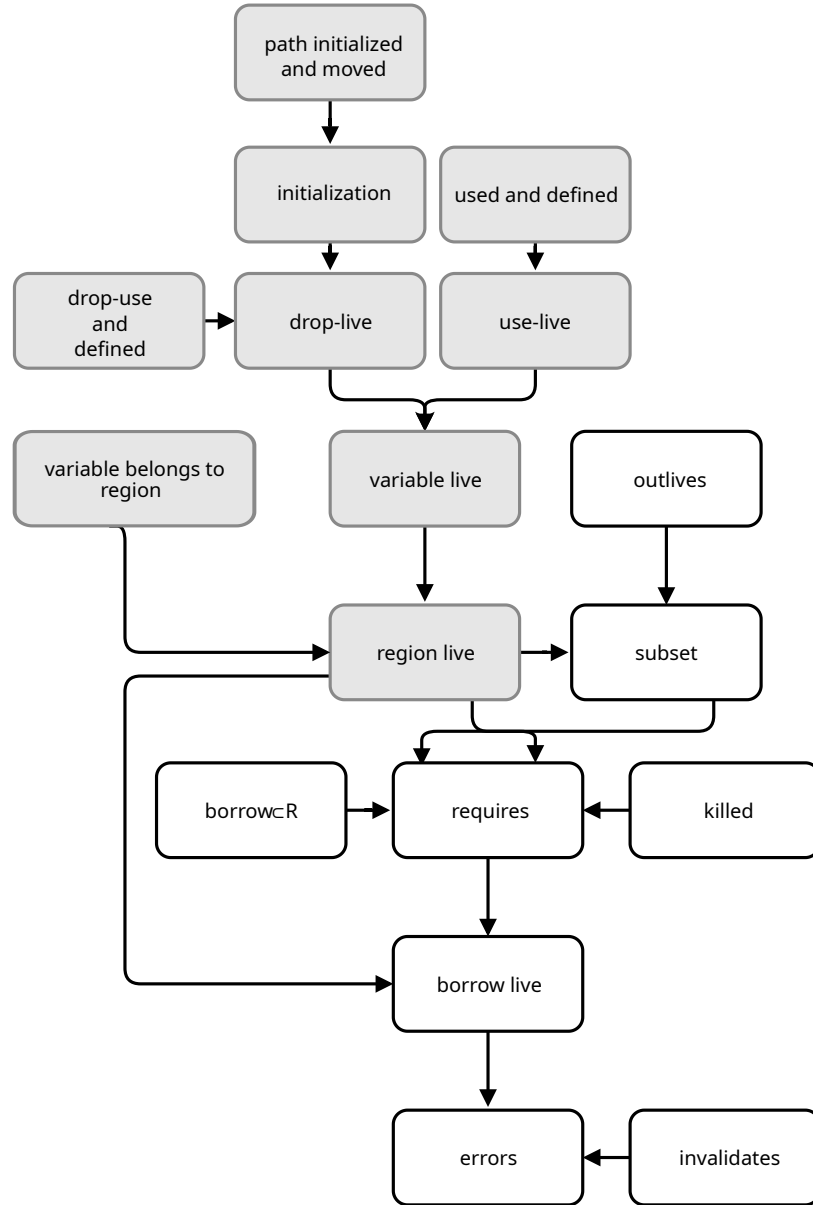 path initialized
and moved
initialization
used and defined
drop-use
and
defined
drop-live
use-live
variable belongs to
region
variable live
outlives
region live
subset
borrow⊂R
requires
killed
borrow live
errors
invalidates